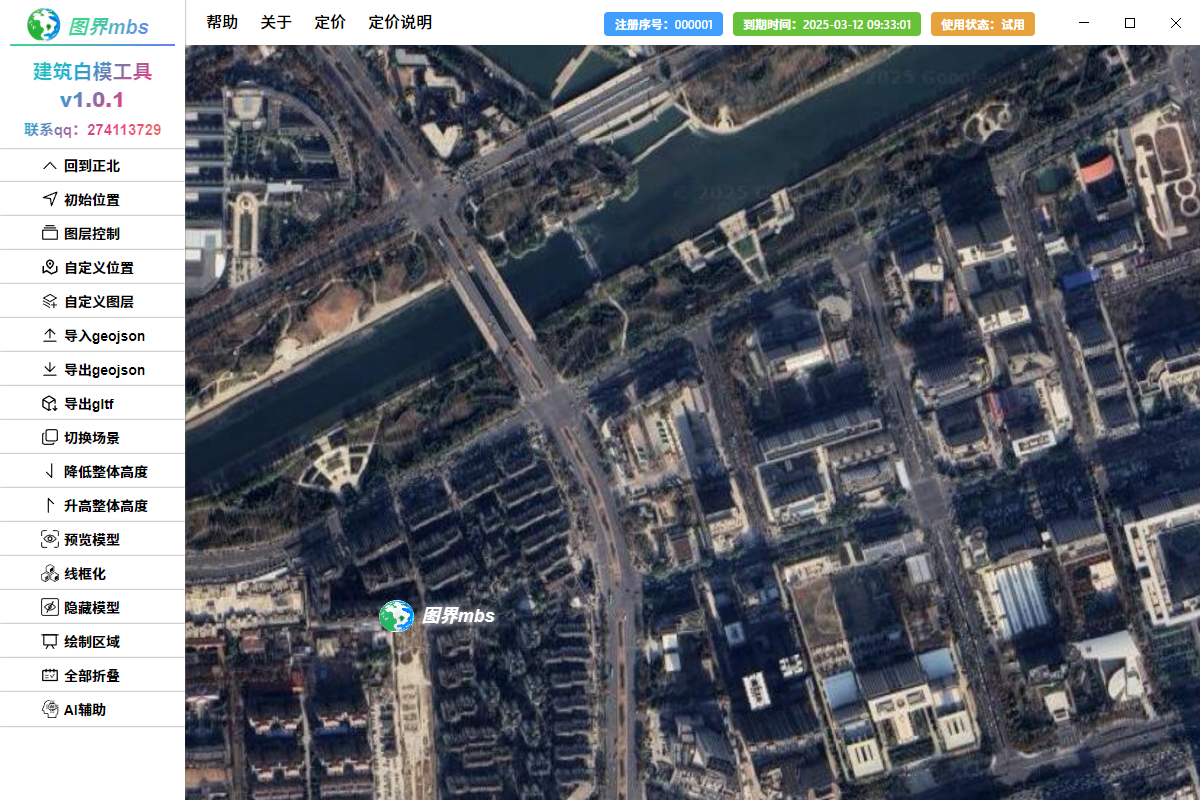 图界mbs
帮助 关于 定价 定价说明
注册序号：000001
到期时间：2025-03-12 09:33:01
使用状态：试用
建筑白模工具
v1.0.1
联系qq：274113729
回到正北
初始位置
图层控制
自定义位置
自定义图层
导入geojson
导出geojson
导出gltf
切换场景
降低整体高度
升高整体高度
预览模型
线框化
隐藏模型
绘制区域
全部折叠
AI辅助
图界mbs